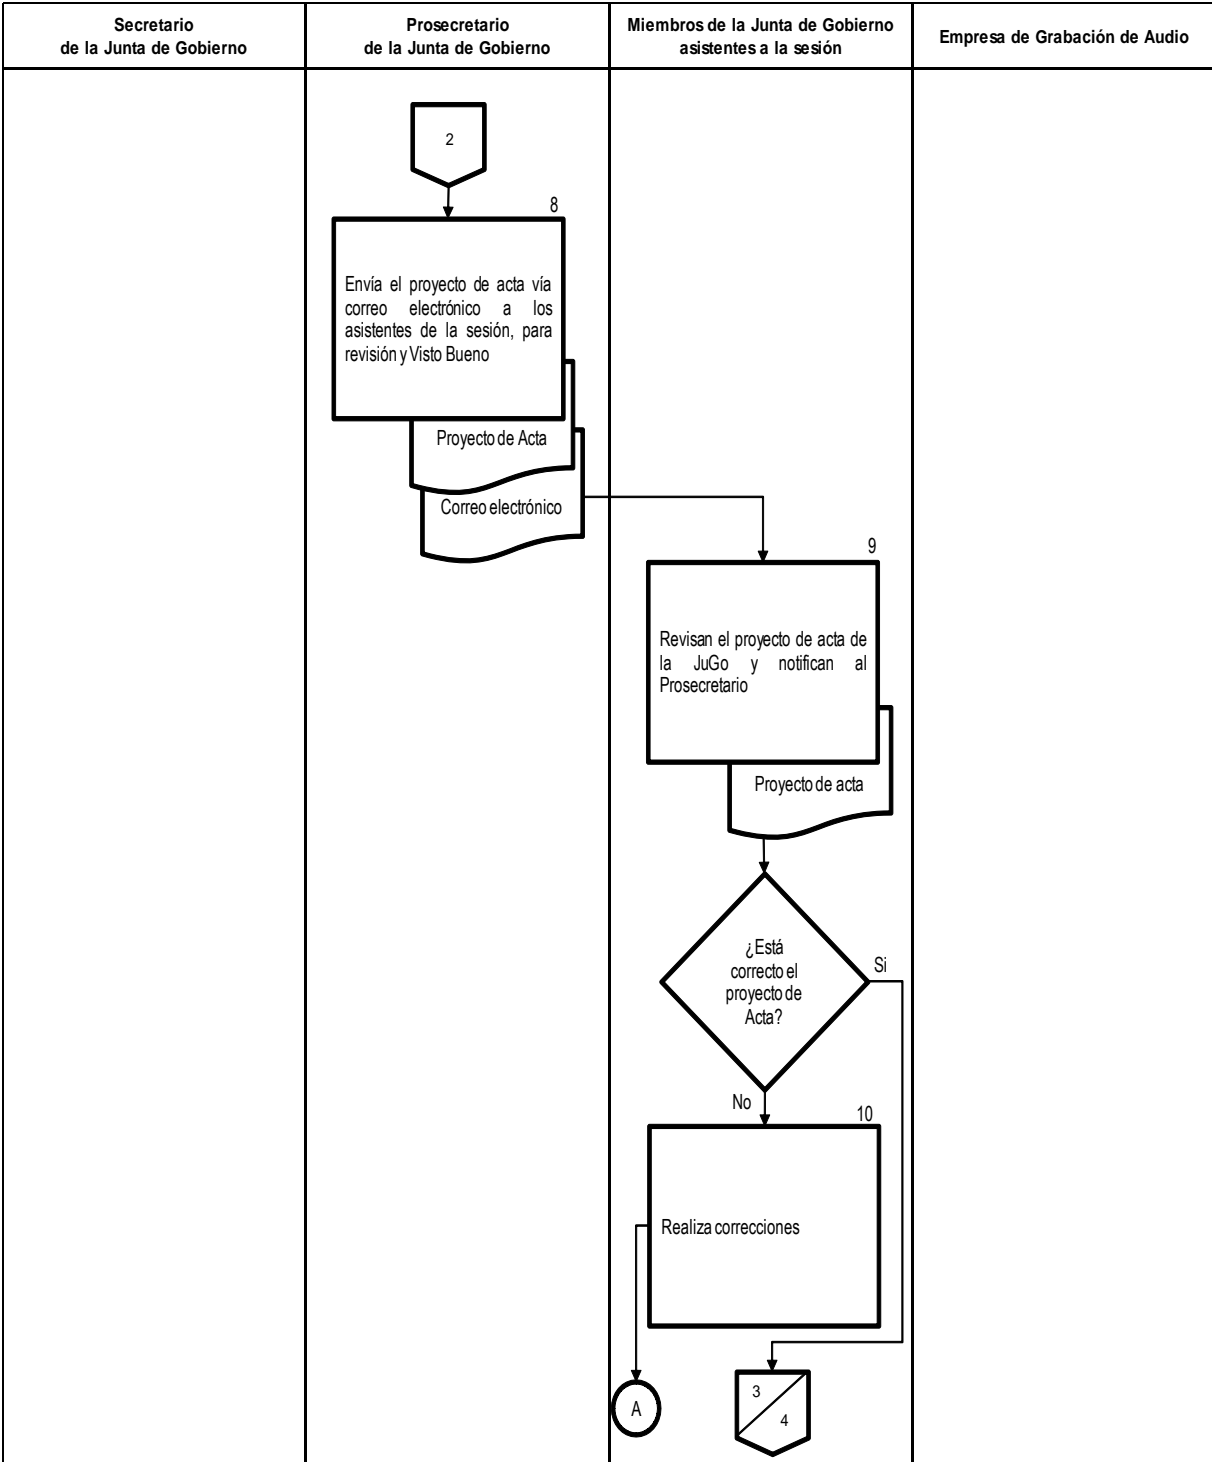 Secretario
de la Junta de Gobierno
Prosecretario
de la Junta de Gobierno
Miembros de la Junta de Gobierno
asistentes a la sesión
Empresa de Grabación de Audio
2
8
Envía el proyecto de acta vía
correo electrónico a los
asistentes de la sesión, para
revisión y Visto Bueno
Proyecto de Acta
Correo electrónico
9
Revisan el proyecto de acta de
la JuGo y notifican al
Prosecretario
Proyecto de acta
¿Está
correcto el
proyecto de
Acta?
Si
No
10
Realiza correcciones
A
3
4